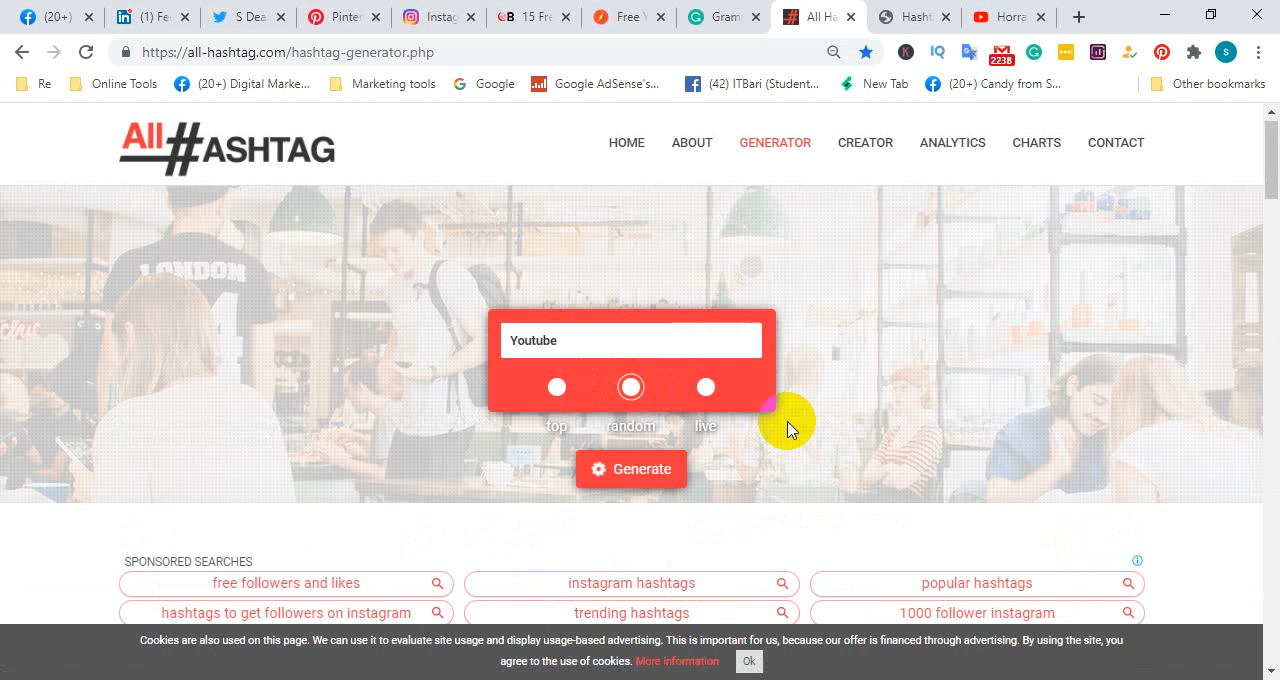 (20+)
(1) Fee
S Dea
Pinter
Instag
15 Fre
Free Y
Gramm
All Ha
Hasht
Horra
https://all-hashtag.com/hashtag-generator.php
2238
S
Re
Online Tools
(20+) Digital Marke...
Marketing tools
Google
Google AdSense's...
(42) ITBari (Student...
New Tab
(20+) Candy from S...
Other bookmarks
All#ASHTAG
HOME
ABOUT
GENERATOR
CREATOR
ANALYTICS
CHARTS
CONTACT
LONDON
Youtube
top
random
live
Generate
SPONSORED SEARCHES
free followers and likes
instagram hashtags
popular hashtags
hashtags to get followers on instagram
trending hashtags
1000 follower instagram
Cookies are also used on this page. We can use it to evaluate site usage and display usage-based advertising. This is important for us, because our offer is financed through advertising. By using the site, you
agree to the use of cookies. More information Ok